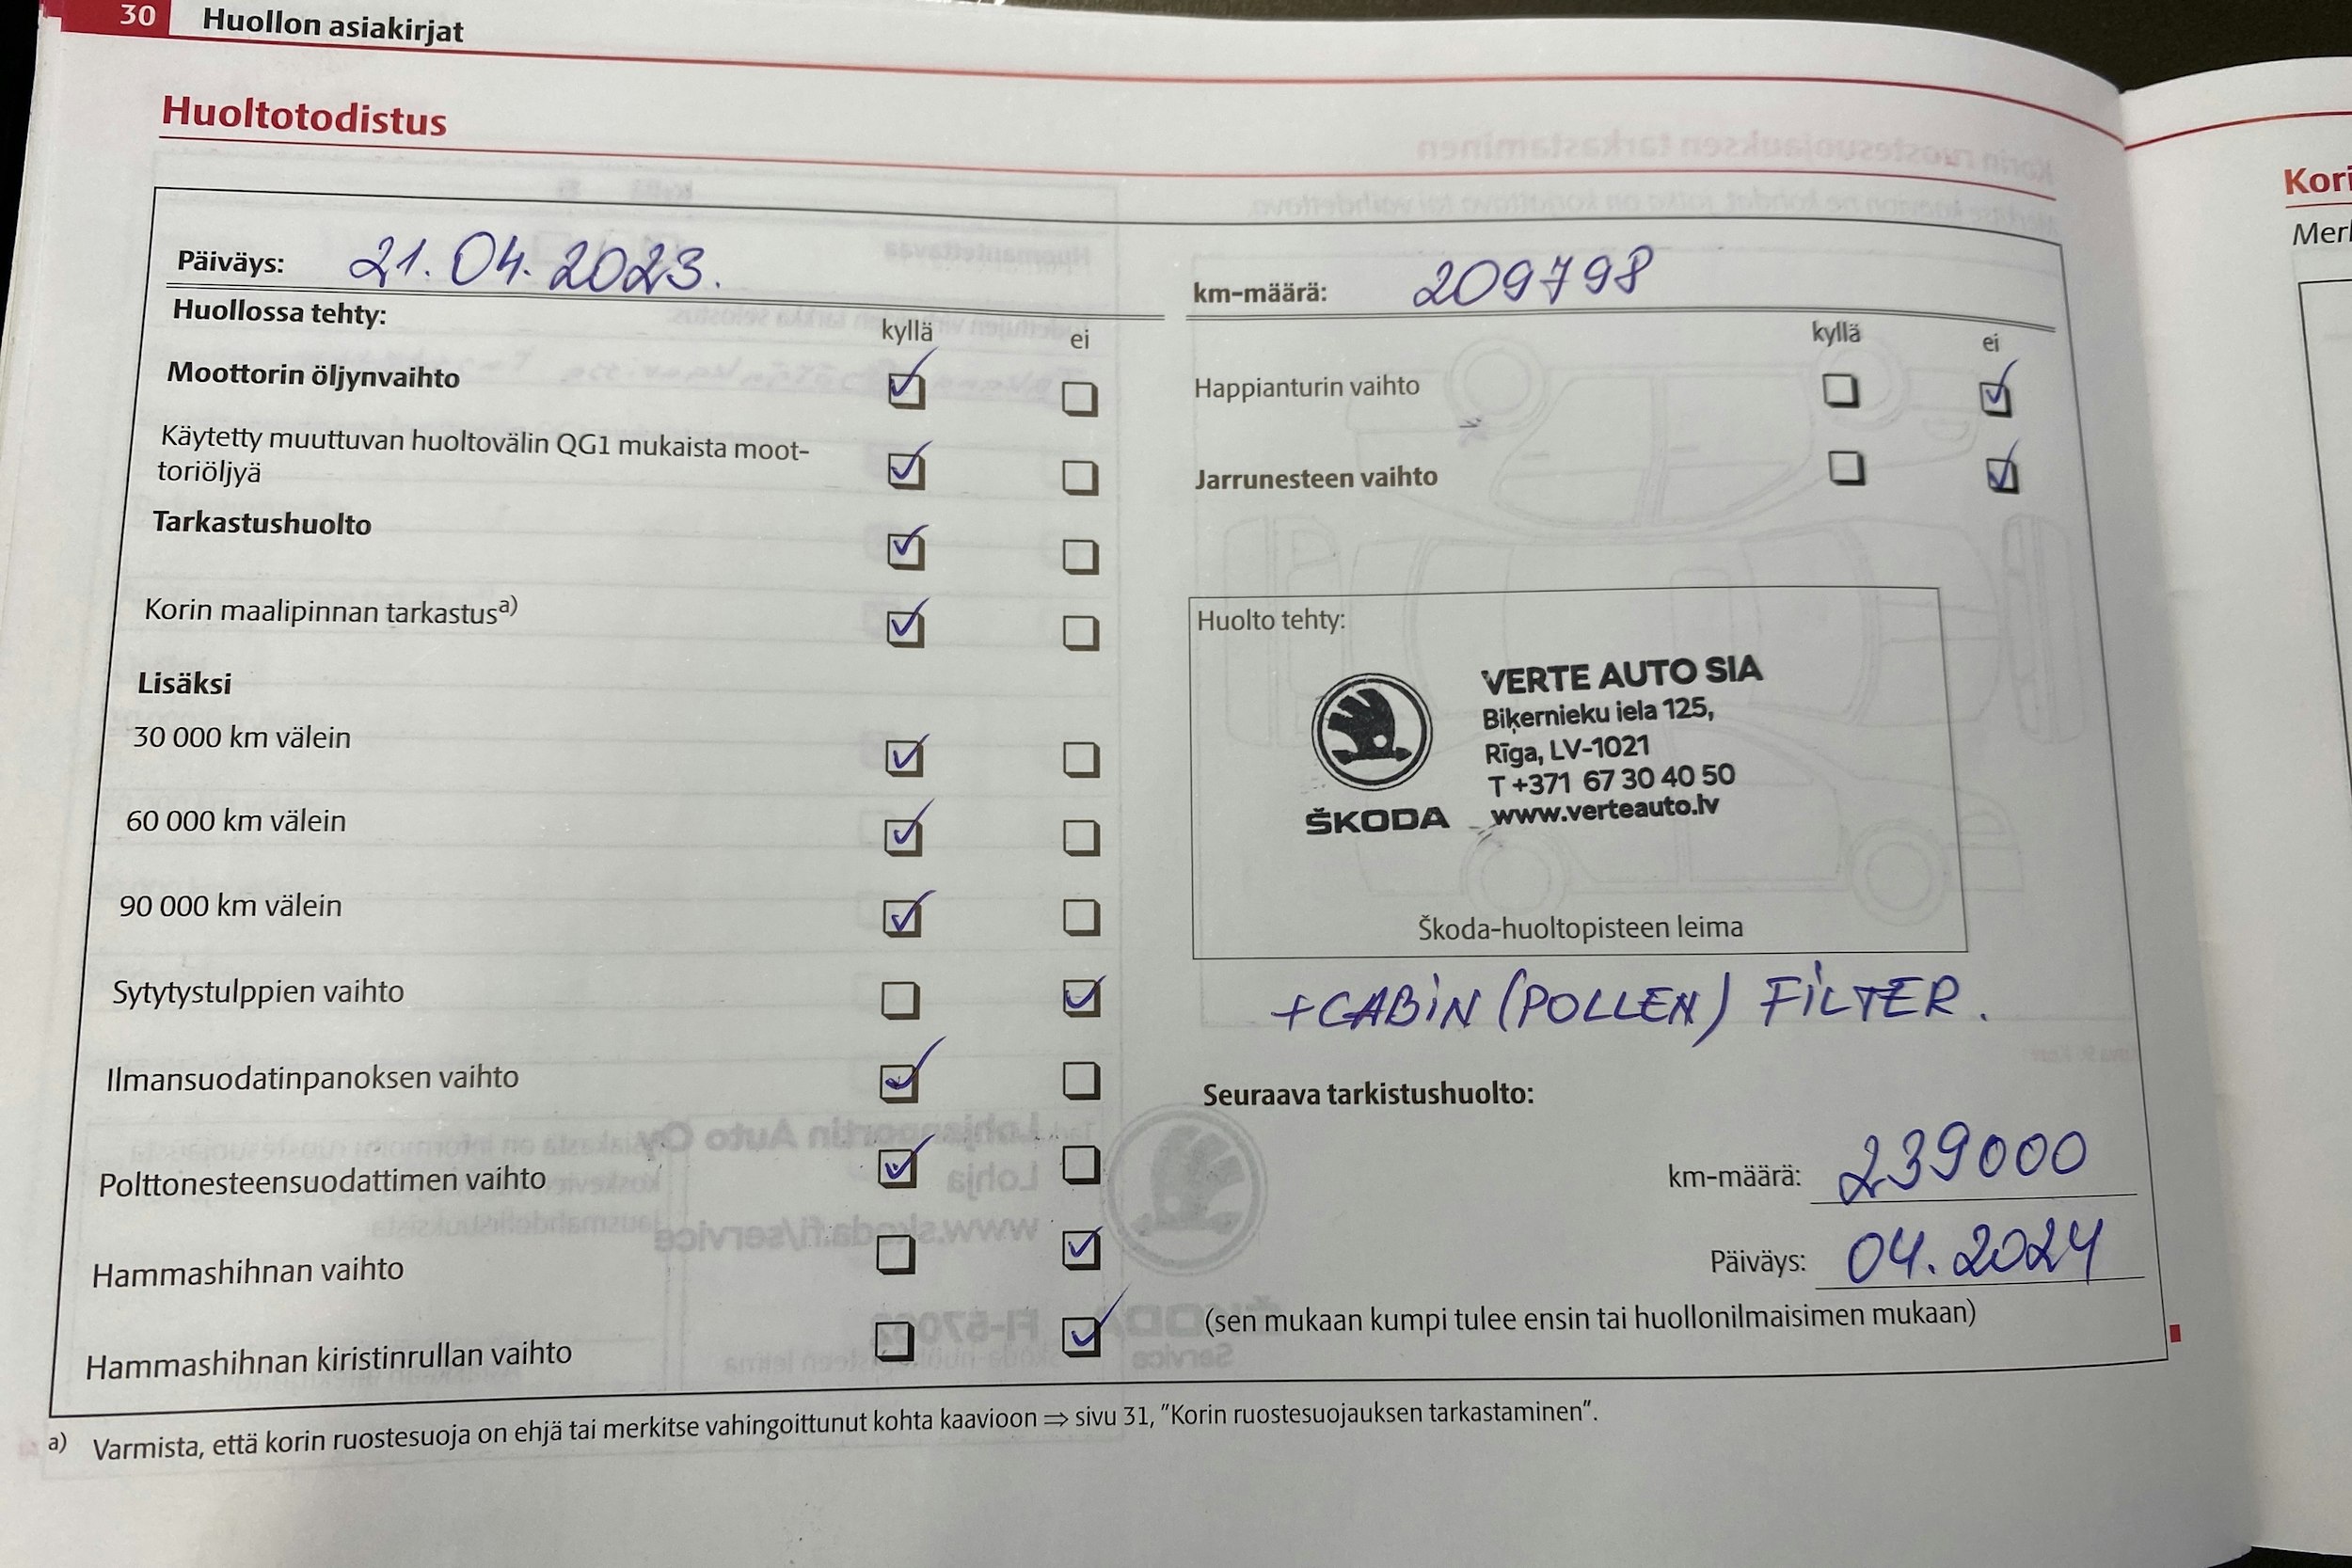 30 Huollon asiakirjat
Huoltotodistus
Päiväys: 21.04.2023.
Huollossa tehty:
kyllä ei
Moottorin öljynvaihto
Käytetty muuttuvan huoltovälin QG1 mukaista moot-
toriöljyä
Tarkastushuolto
Korin maalipinnan tarkastus a)
Lisäksi
30 000 km välein
60 000 km välein
90 000 km välein
Sytytystulppien vaihto
Ilmansuodatinpanoksen vaihto
Polttonesteensuodattimen vaihto
Hammashihnan vaihto
Hammashihnan kiristinrullan vaihto
km-määrä: 209798
kyllä ei
Happianturin vaihto
Jarrunesteen vaihto
Huolto tehty:
VERTE AUTO SIA
Biķernieku iela 125,
Rīga, LV-1021
T +371 67 30 40 50
www.verteauto.lv
ŠKODA
Škoda-huoltopisteen leima
+CABIN (POLLEN) FILTER.
Seuraava tarkistushuolto:
km-määrä: 239000
Päiväys: 04.2024
(sen mukaan kumpi tulee ensin tai huollonilmaisimen mukaan)
a) Varmista, että korin ruostesuoja on ehjä tai merkitse vahingoittunut kohta kaavioon ⇒ sivu 31, "Korin ruostesuojauksen tarkastaminen".